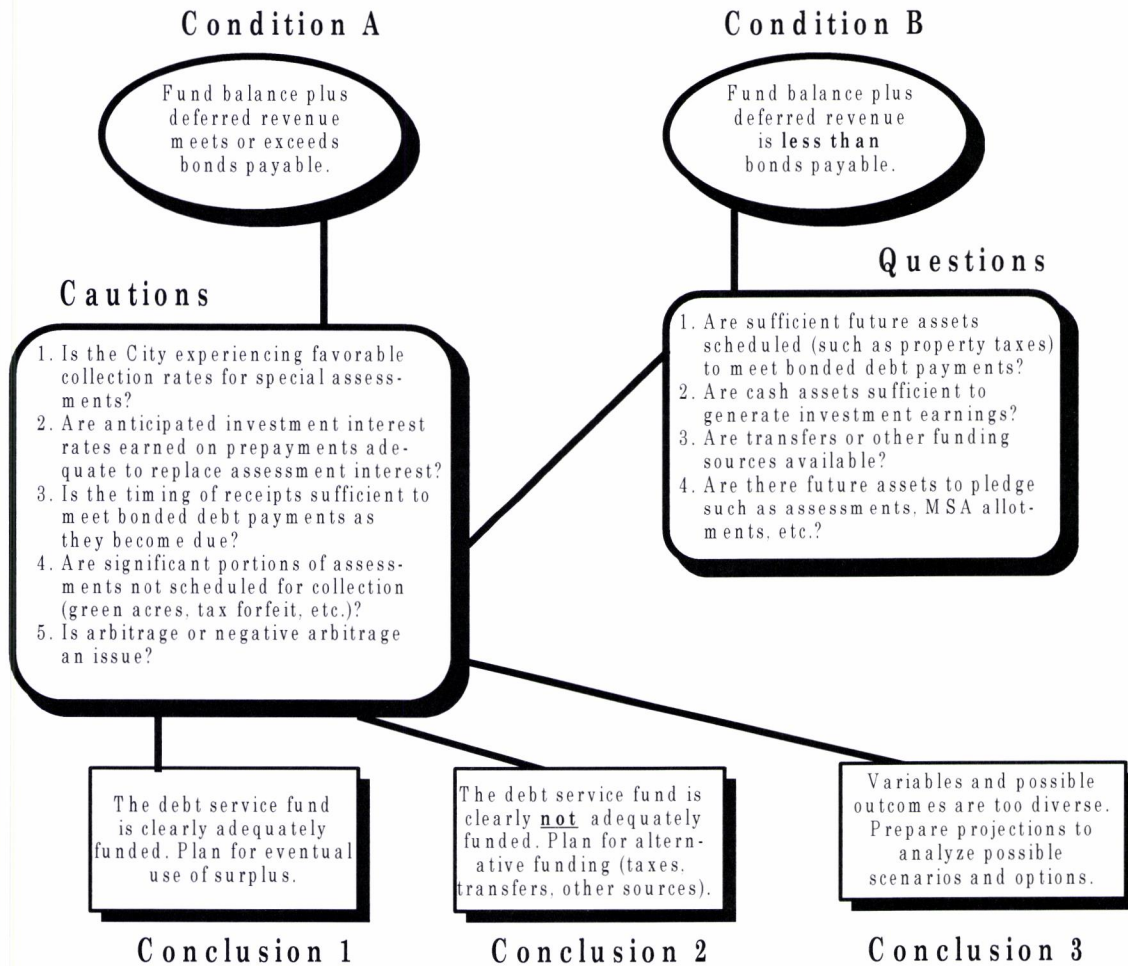 Condition A
Fund balance plus
deferred revenue
meets or exceeds
bonds payable.
Condition B
Fund balance plus
deferred revenue
is less than
bonds payable.
Cautions
1. Is the City experiencing favorable
collection rates for special assess-
ments?
2. Are anticipated investment interest
rates earned on prepayments ade-
quate to replace assessment interest?
3. Is the timing of receipts sufficient to
meet bonded debt payments as
they become due?
4. Are significant portions of assess-
ments not scheduled for collection
(green acres, tax forfeit, etc.)?
5. Is arbitrage or negative arbitrage
an issue?
Questions
1. Are sufficient future assets
scheduled (such as property taxes)
to meet bonded debt payments?
2. Are cash assets sufficient to
generate investment earnings?
3. Are transfers or other funding
sources available?
4. Are there future assets to pledge
such as assessments, MSA allot-
ments, etc.?
The debt service fund
is clearly adequately
funded. Plan for eventual
use of surplus.
Conclusion 1
The debt service fund is
clearly not adequately
funded. Plan for altern-
ative funding (taxes,
transfers, other sources).
Conclusion 2
Variables and possible
outcomes are too diverse.
Prepare projections to
analyze possible
scenarios and options.
Conclusion 3